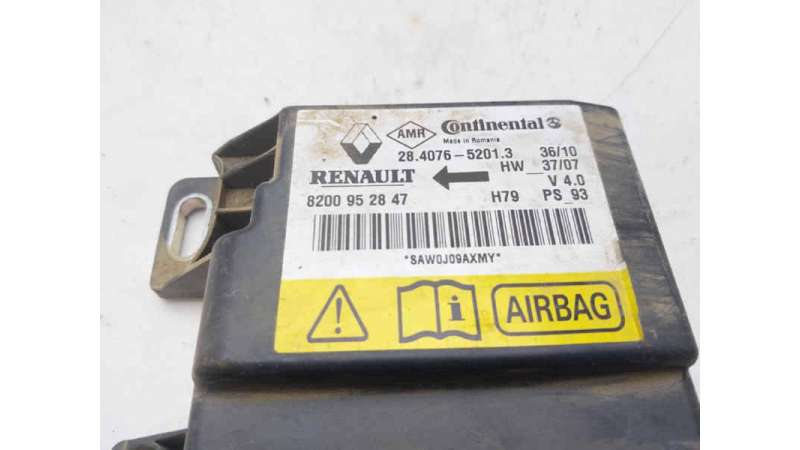 AMR Continental
Made in Romania
28.4076-5201.3 36/10
RENAULT HW 37/07
V 4.0
8200 95 28 47 H79 PS 93
*SAW0J09AXMY*
AIRBAG